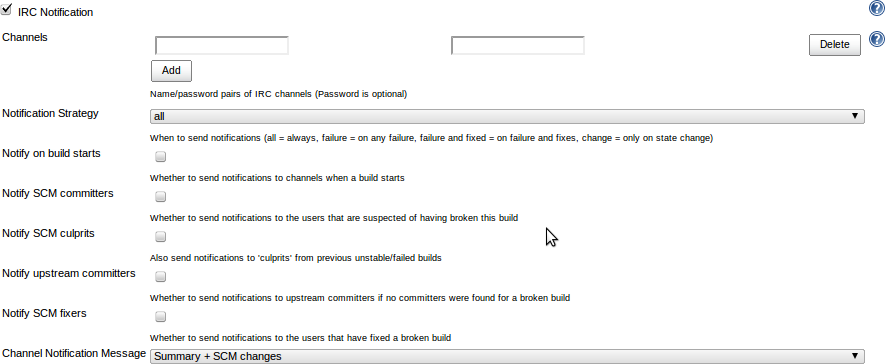 IRC Notification
Channels
Delete
Add
Name/password pairs of IRC channels (Password is optional)
Notification Strategy
all
When to send notifications (all = always, failure = on any failure, failure and fixed = on failure and fixes, change = only on state change)
Notify on build starts
Whether to send notifications to channels when a build starts
Notify SCM committers
Whether to send notifications to the users that are suspected of having broken this build
Notify SCM culprits
Also send notifications to 'culprits' from previous unstable/failed builds
Notify upstream committers
Whether to send notifications to upstream committers if no committers were found for a broken build
Notify SCM fixers
Whether to send notifications to the users that have fixed a broken build
Channel Notification Message
Summary + SCM changes